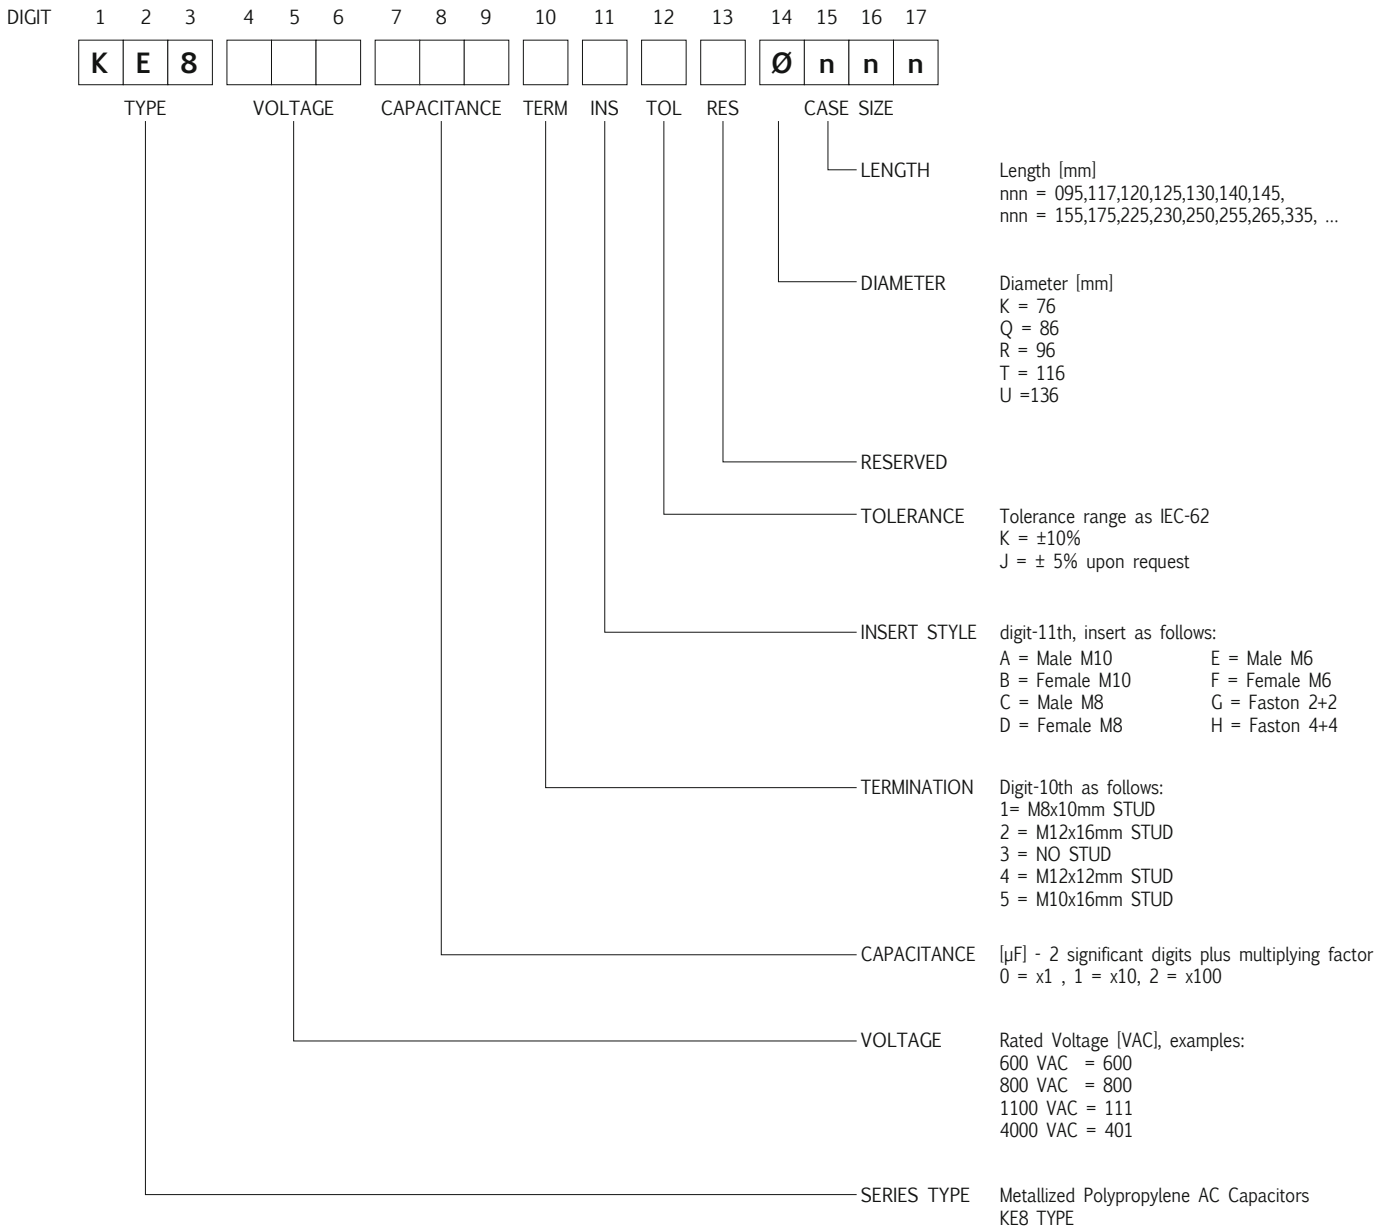 DIGIT 1 2 3 4 5 6 7 8 9 10 11 12 13 14 15 16 17
K E 8 Ø n n n
TYPE VOLTAGE CAPACITANCE TERM INS TOL RES CASE SIZE
LENGTH Length [mm]
nnn = 095,117,120,125,130,140,145,
nnn = 155,175,225,230,250,255,265,335, ...
DIAMETER Diameter [mm]
K = 76
Q = 86
R = 96
T = 116
U =136
RESERVED
TOLERANCE Tolerance range as IEC-62
K = ±10%
J = ± 5% upon request
INSERT STYLE digit-11th, insert as follows:
A = Male M10 E = Male M6
B = Female M10 F = Female M6
C = Male M8 G = Faston 2+2
D = Female M8 H = Faston 4+4
TERMINATION Digit-10th as follows:
1= M8x10mm STUD
2 = M12x16mm STUD
3 = NO STUD
4 = M12x12mm STUD
5 = M10x16mm STUD
CAPACITANCE [µF] - 2 significant digits plus multiplying factor
0 = x1 , 1 = x10, 2 = x100
VOLTAGE Rated Voltage [VAC], examples:
600 VAC = 600
800 VAC = 800
1100 VAC = 111
4000 VAC = 401
SERIES TYPE Metallized Polypropylene AC Capacitors
KE8 TYPE